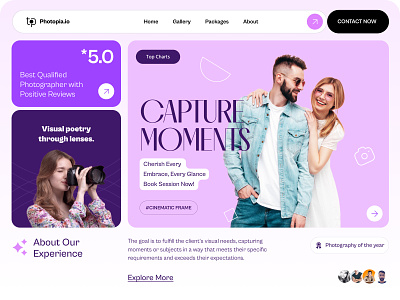 Photopia.io
Home Gallery Packages About
CONTACT NOW
*5.0
Best Qualified
Photographer with
Positive Reviews
Visual poetry
through lenses.
Top Charts
CAPTURE
MOMENTS
Cherish Every
Embrace, Every Glance
Book Session Now!
#CINEMATIC FRAME
About Our
Experience
The goal is to fulfill the client's visual needs, capturing
moments or subjects in a way that meets their specific
requirements and exceeds their expectations.
Explore More
Photography of the year